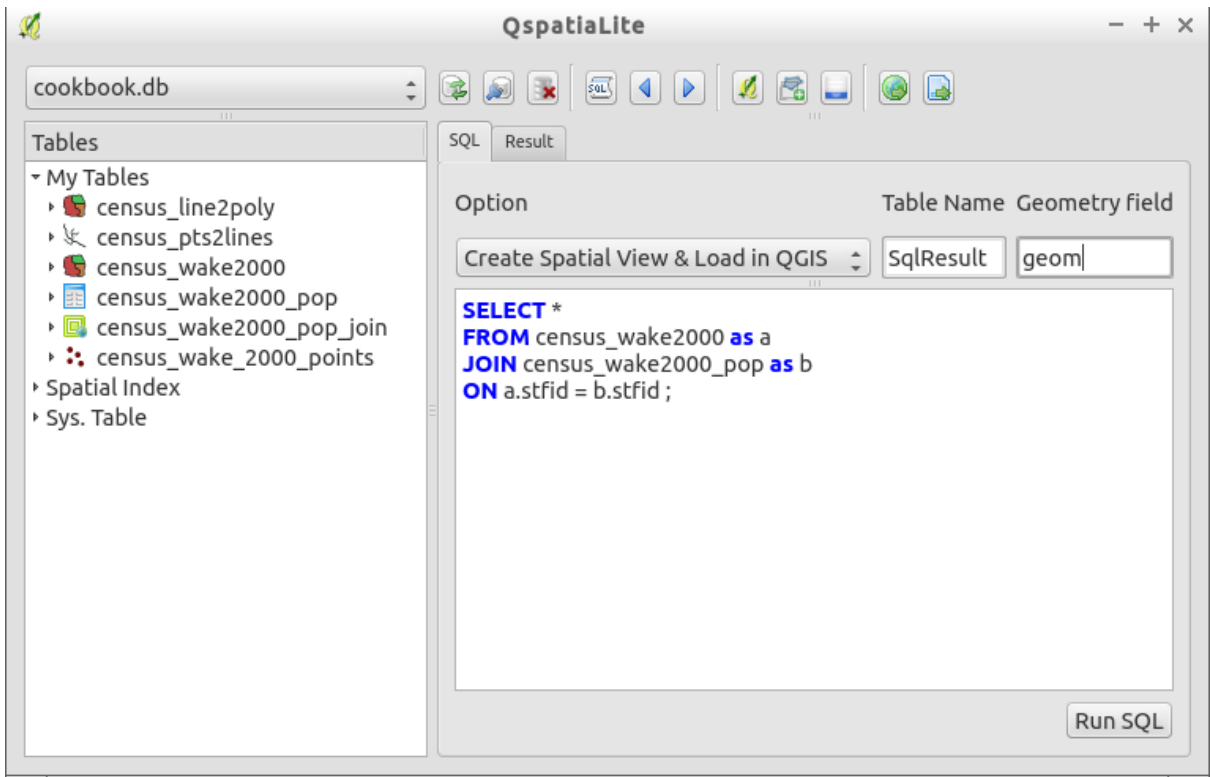 QspatiaLite
cookbook.db
SQL
Tables
My Tables
census_line2poly
census_pts2lines
census_wake2000
census_wake2000_pop
census_wake2000_pop_join
census_wake_2000_points
Spatial Index
Sys. Table
SQL Result
Option Table Name Geometry field
Create Spatial View & Load in QGIS SqlResult geom
SELECT *
FROM census_wake2000 as a
JOIN census_wake2000_pop as b
ON a.stfid = b.stfid ;
Run SQL